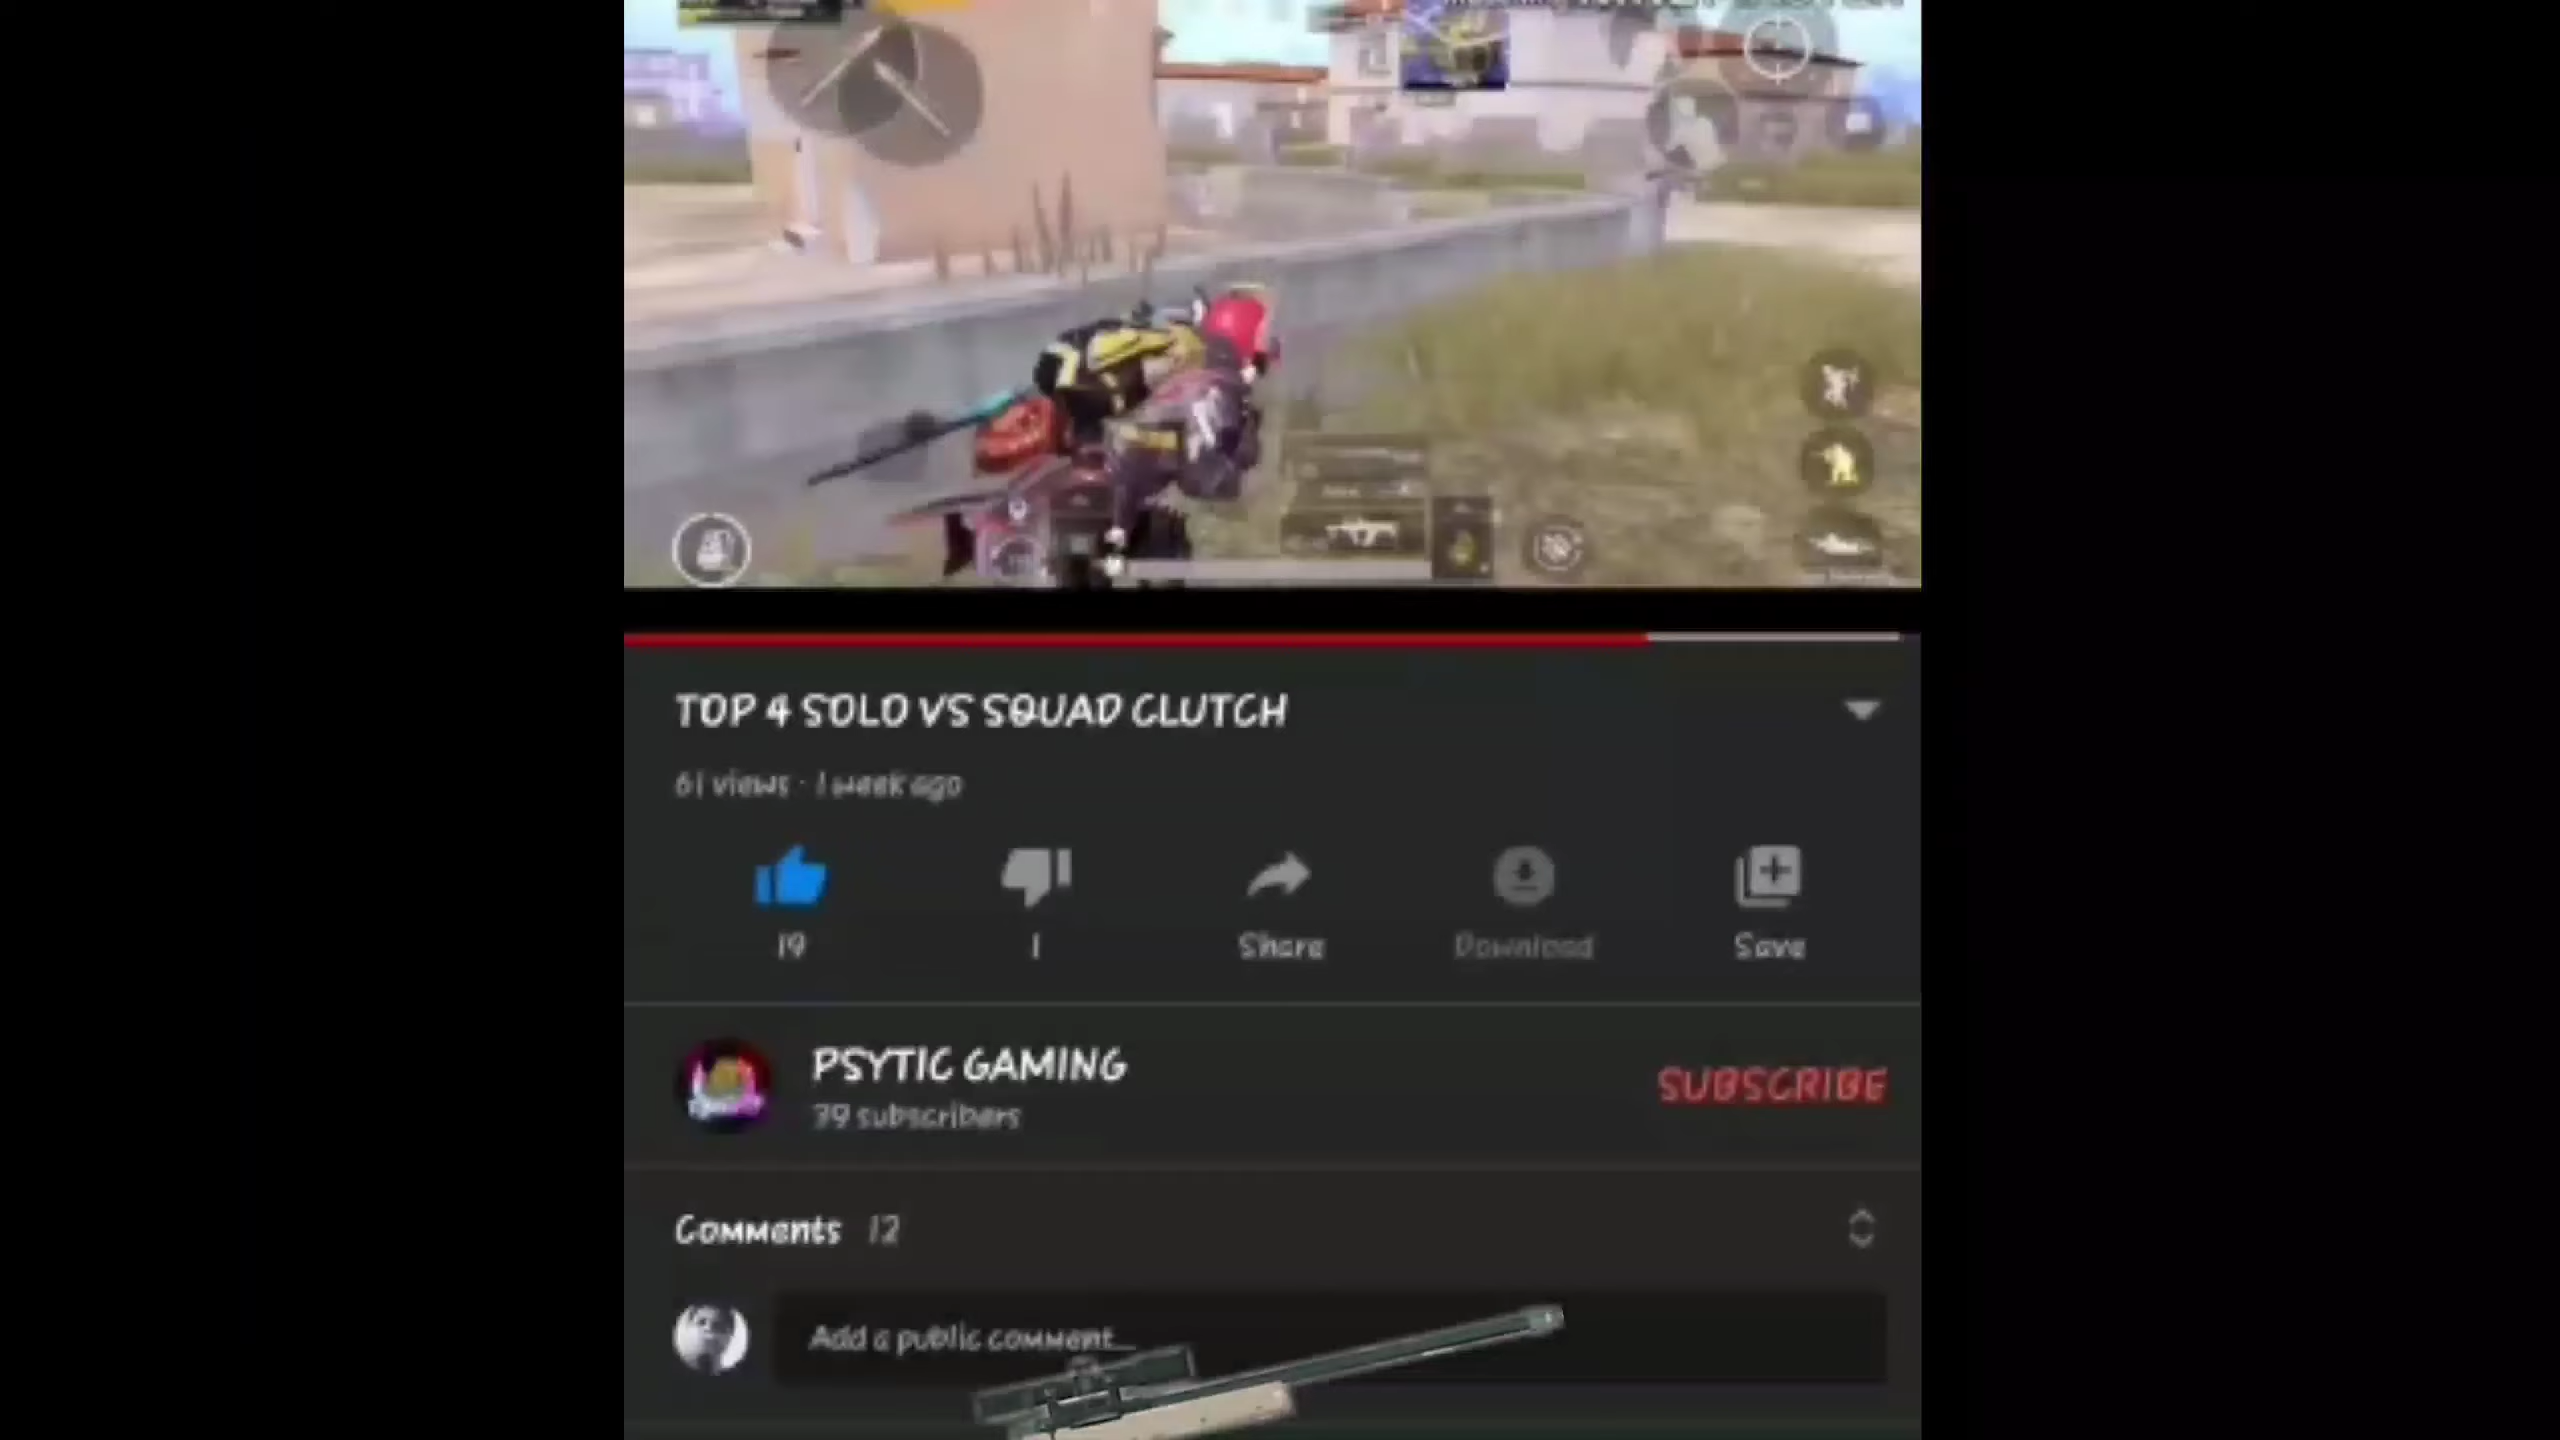 TOP 4 SOLO VS SQUAD CLUTCH
61 views · 1 week ago
19
1
Share
Download
Save
PSYTIC GAMING
39 subscribers
SUBSCRIBE
Comments 12
Add a public comment...